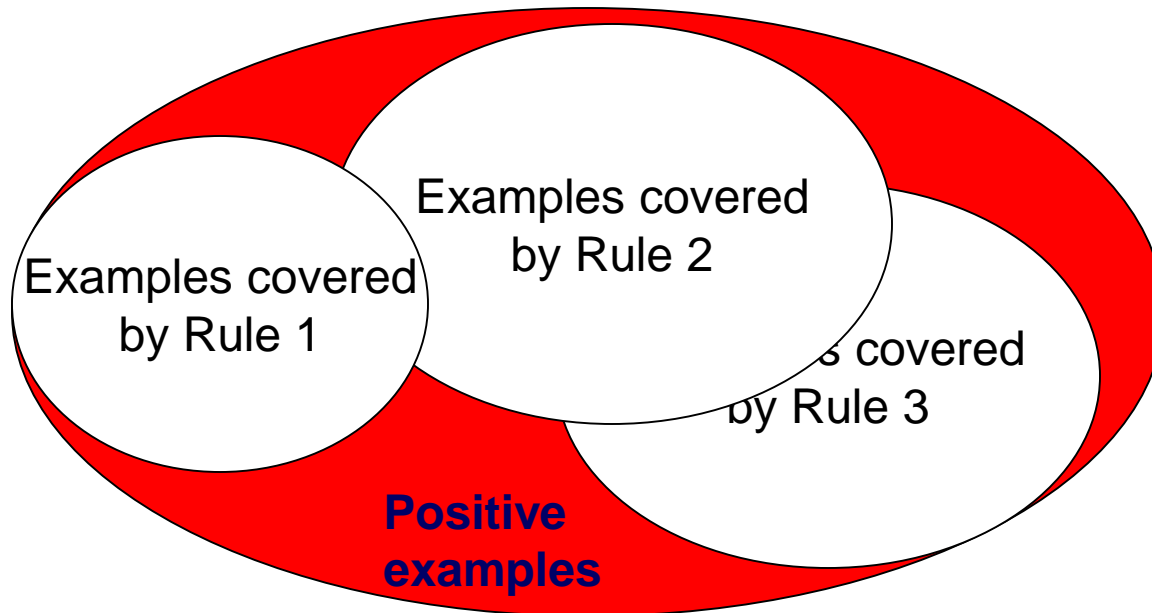 Examples covered
by Rule 2
Examples covered
by Rule 1
covered
by Rule 3
Positive
examples